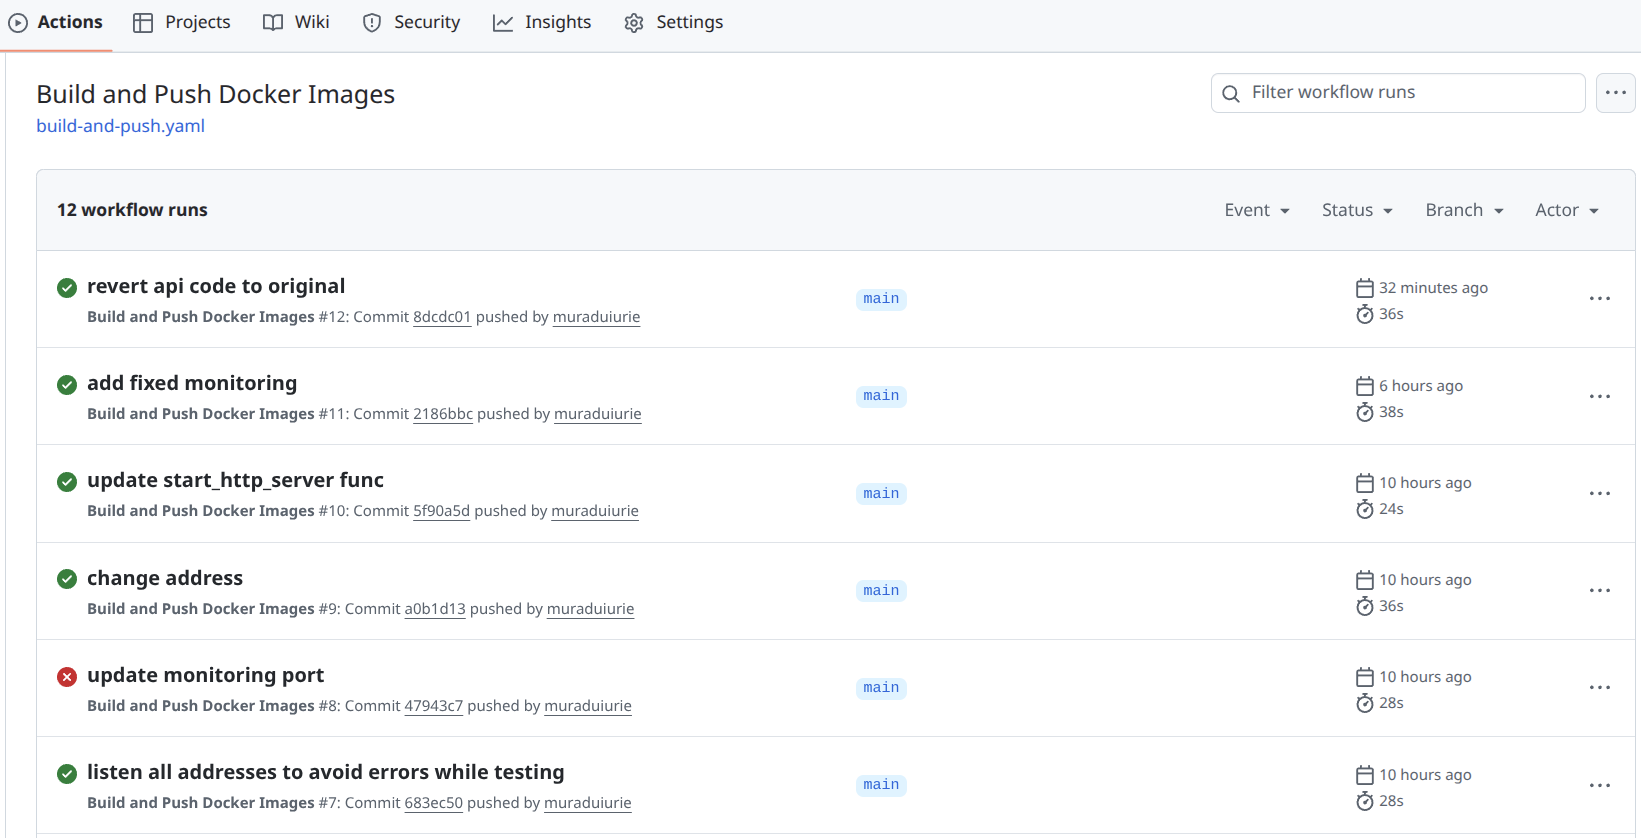 Actions Projects Wiki Security Insights Settings
Build and Push Docker Images
Filter workflow runs
build-and-push.yaml
12 workflow runs
Event Status Branch Actor
revert api code to original
main
32 minutes ago
Build and Push Docker Images #12: Commit 8dcdc01 pushed by muraduiurie
36s
add fixed monitoring
main
6 hours ago
Build and Push Docker Images #11: Commit 2186bbc pushed by muraduiurie
38s
update start_http_server func
main
10 hours ago
Build and Push Docker Images #10: Commit 5f90a5d pushed by muraduiurie
24s
change address
main
10 hours ago
Build and Push Docker Images #9: Commit a0b1d13 pushed by muraduiurie
36s
update monitoring port
main
10 hours ago
Build and Push Docker Images #8: Commit 47943c7 pushed by muraduiurie
28s
listen all addresses to avoid errors while testing
main
10 hours ago
Build and Push Docker Images #7: Commit 683ec50 pushed by muraduiurie
28s